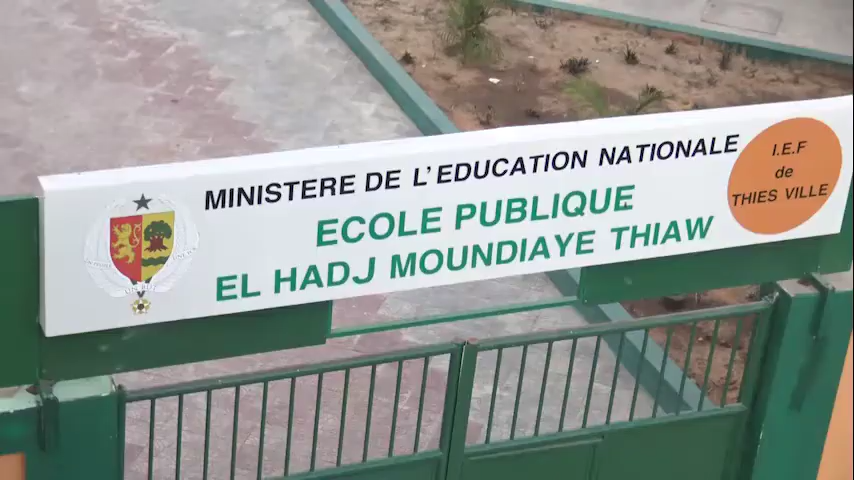 MINISTERE DE L'EDUCATION NATIONALE
ECOLE PUBLIQUE
EL HADJ MOUNDIAYE THIAW
I.E.F
de
THIES VILLE